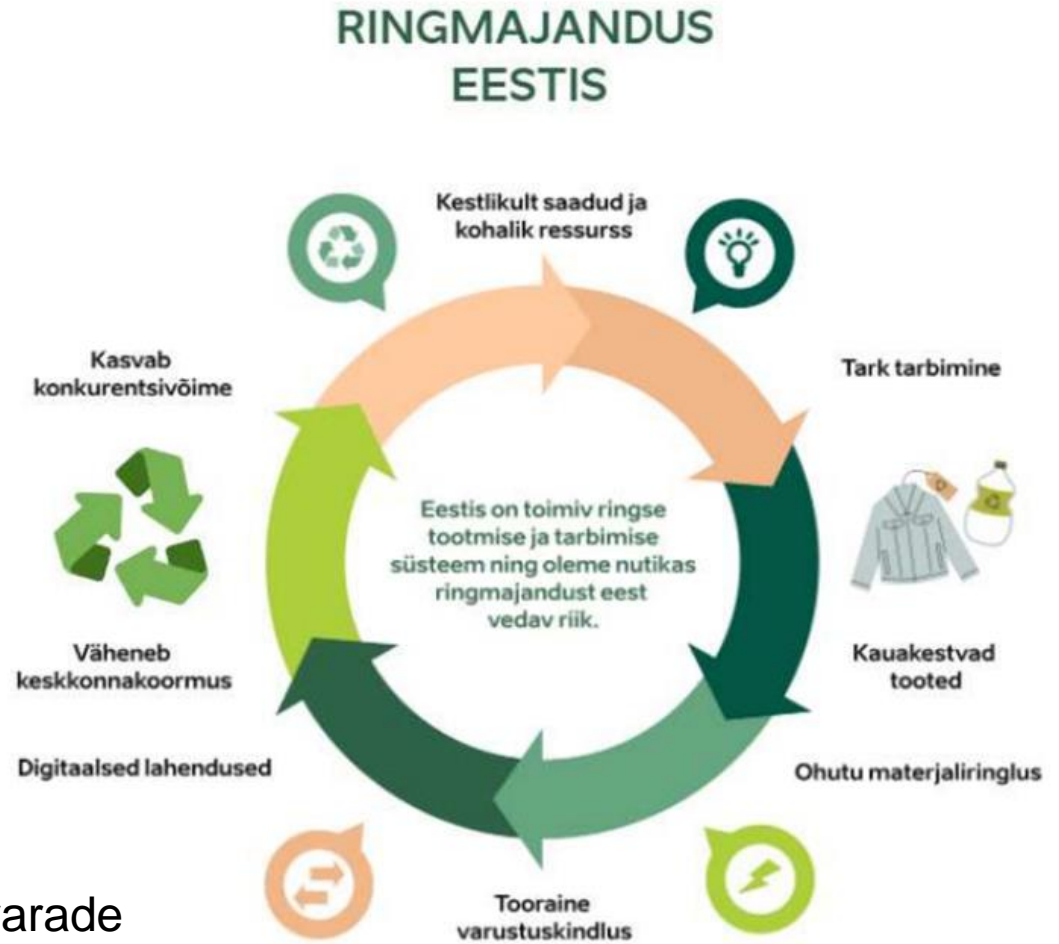 RINGMAJANDUS
EESTIS
Kestlikult saadud ja
kohalik ressurss
Tark tarbimine
Kauakestvad
tooted
Ohutu materjaliringlus
Tooraine
varustuskindlus
Digitaalsed lahendused
Väheneb
keskkonnakoormus
Kasvab
konkurentsivõime
Eestis on toimiv ringse
tootmise ja tarbimise
süsteem ning oleme nutikas
ringmajandust eest
vedav riik.